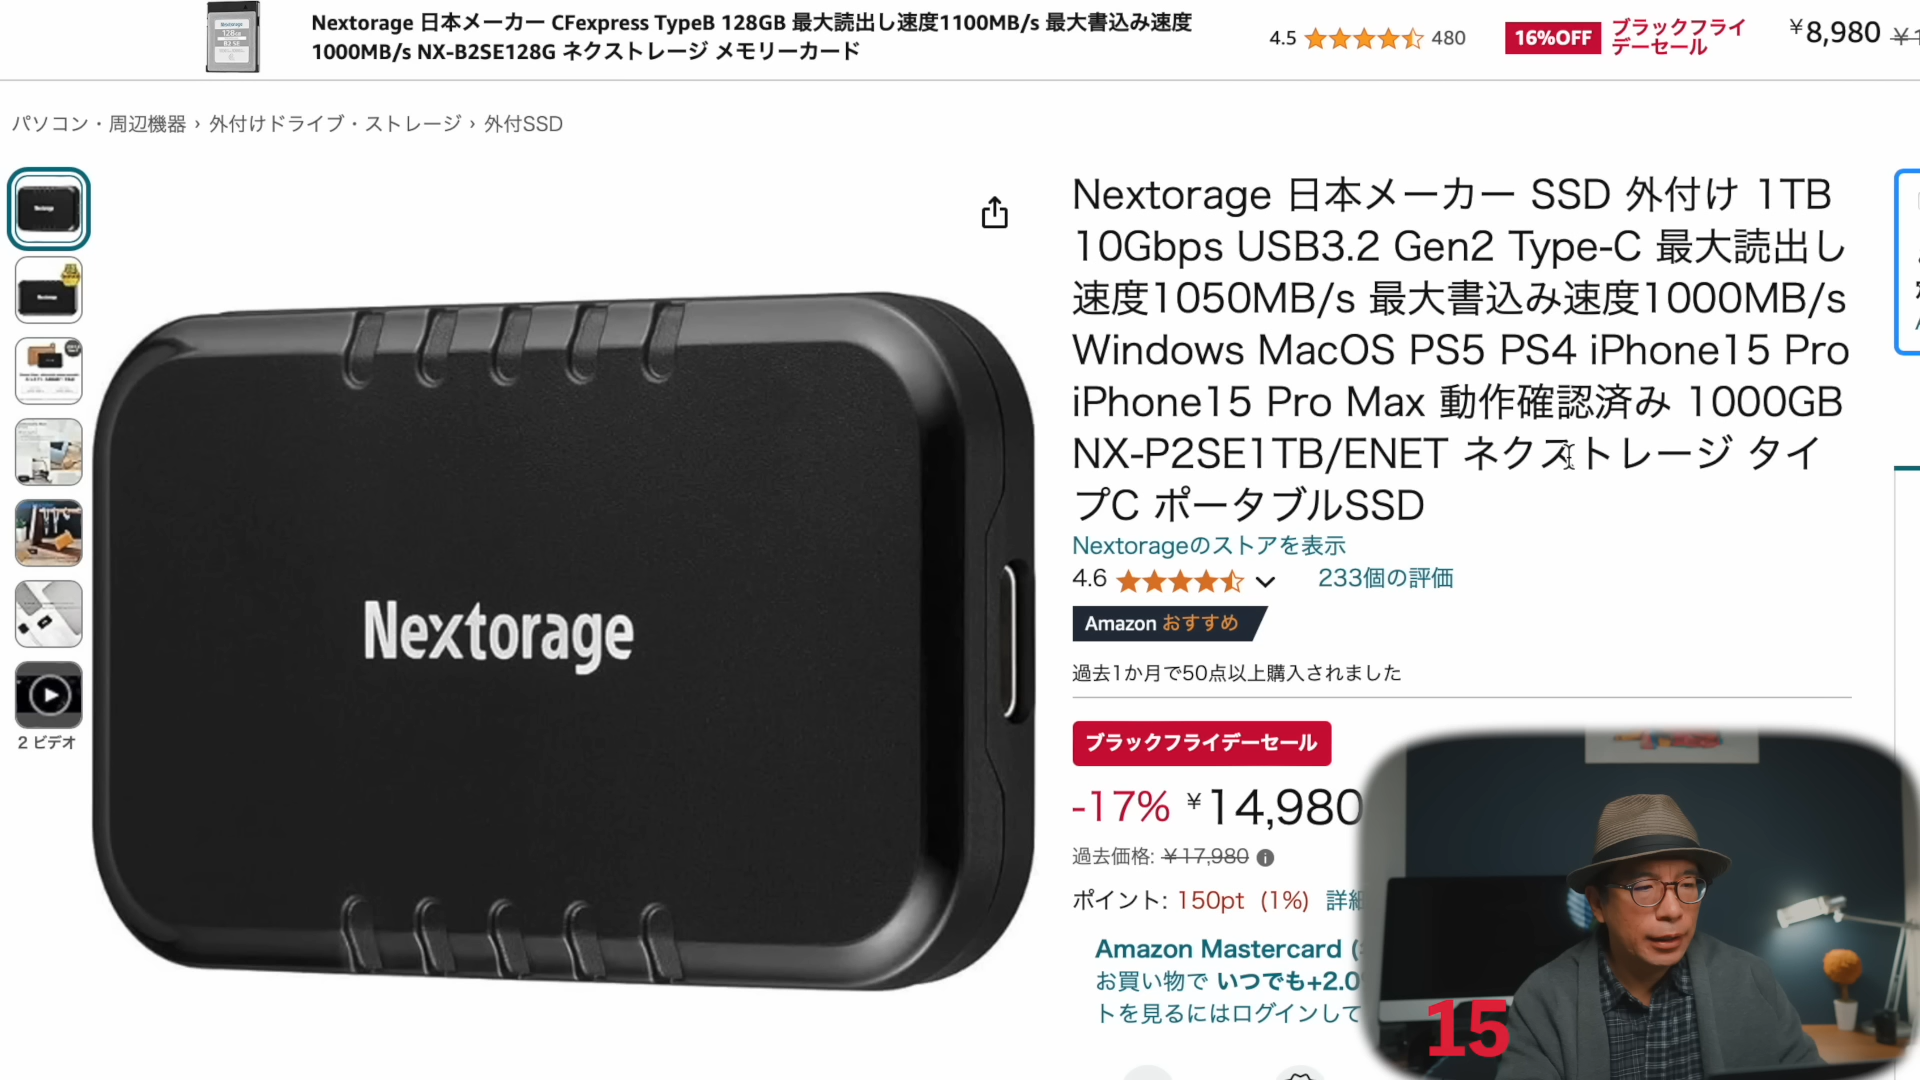 Nextorage 日本メーカー CFexpress TypeB 128GB 最大読出し速度1100MB/s 最大書込み速度
1000MB/s NX-B2SE128G ネクストレージ メモリーカード
4.5
480
16%OFF
ブラックフライ
デーセール
¥8,980
パソコン・周辺機器 › 外付けドライブ・ストレージ › 外付SSD
Nextorage 日本メーカー SSD 外付け 1TB
10Gbps USB3.2 Gen2 Type-C 最大読出し
速度1050MB/s 最大書込み速度1000MB/s
Windows MacOS PS5 PS4 iPhone15 Pro
iPhone15 Pro Max 動作確認済み 1000GB
NX-P2SE1TB/ENET ネクストレージ タイ
プC ポータブルSSD
Nextorageのストアを表示
4.6
233個の評価
Amazon おすすめ
過去1か月で50点以上購入されました
ブラックフライデーセール
-17% ¥14,980
過去価格: ¥17,980
ポイント: 150pt (1%) 詳細
Amazon Mastercard
お買い物で いつでも+2.0
トを見るにはログインして
Nextorage
2 ビデオ
15